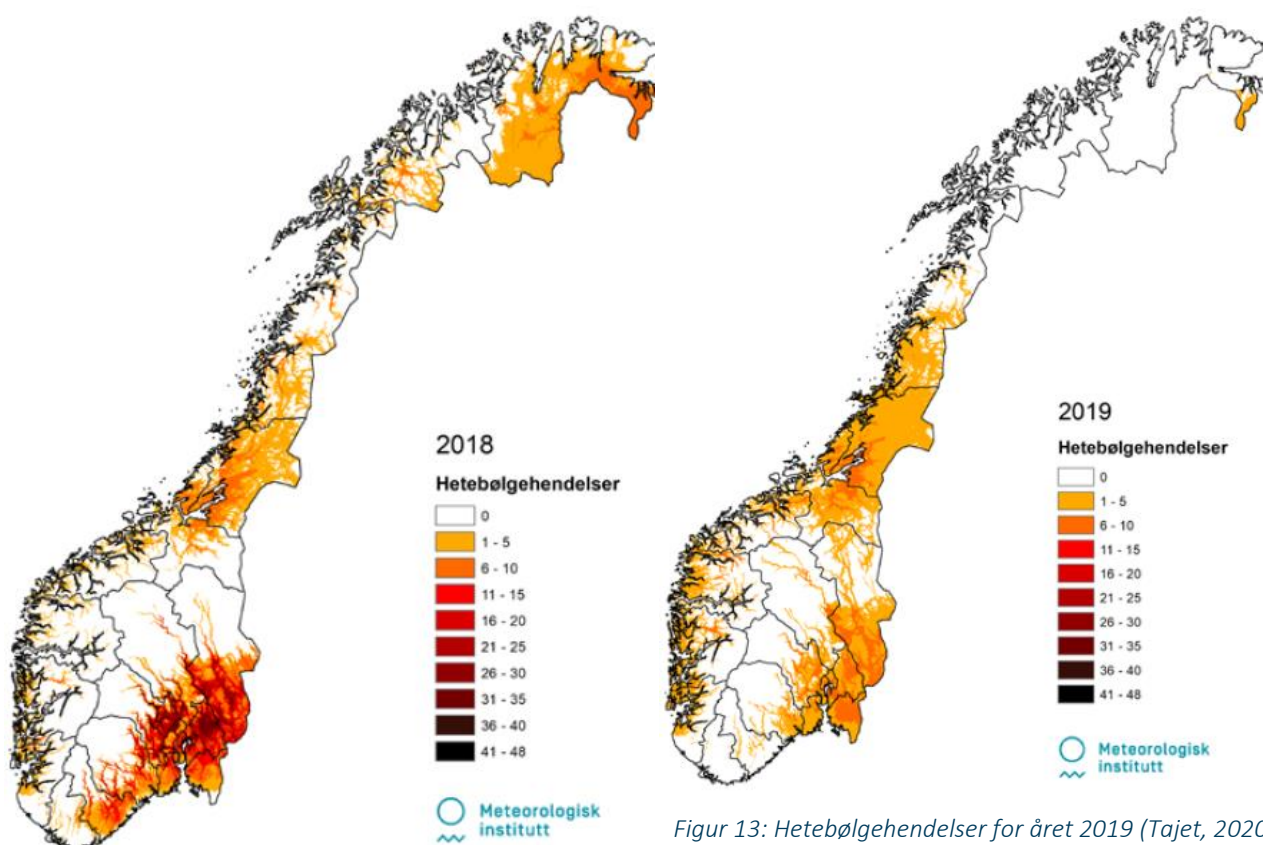 2018
Hetebølgehendelser
0
1 - 5
6 - 10
11 - 15
16 - 20
21 - 25
26 - 30
31 - 35
36 - 40
41 - 48
Meteorologisk
institutt
2019
Hetebølgehendelser
0
1 - 5
6 - 10
11 - 15
16 - 20
21 - 25
26 - 30
31 - 35
36 - 40
41 - 48
Meteorologisk
institutt
Figur 13: Hetebølgehendelser for året 2019 (Tajet, 2020